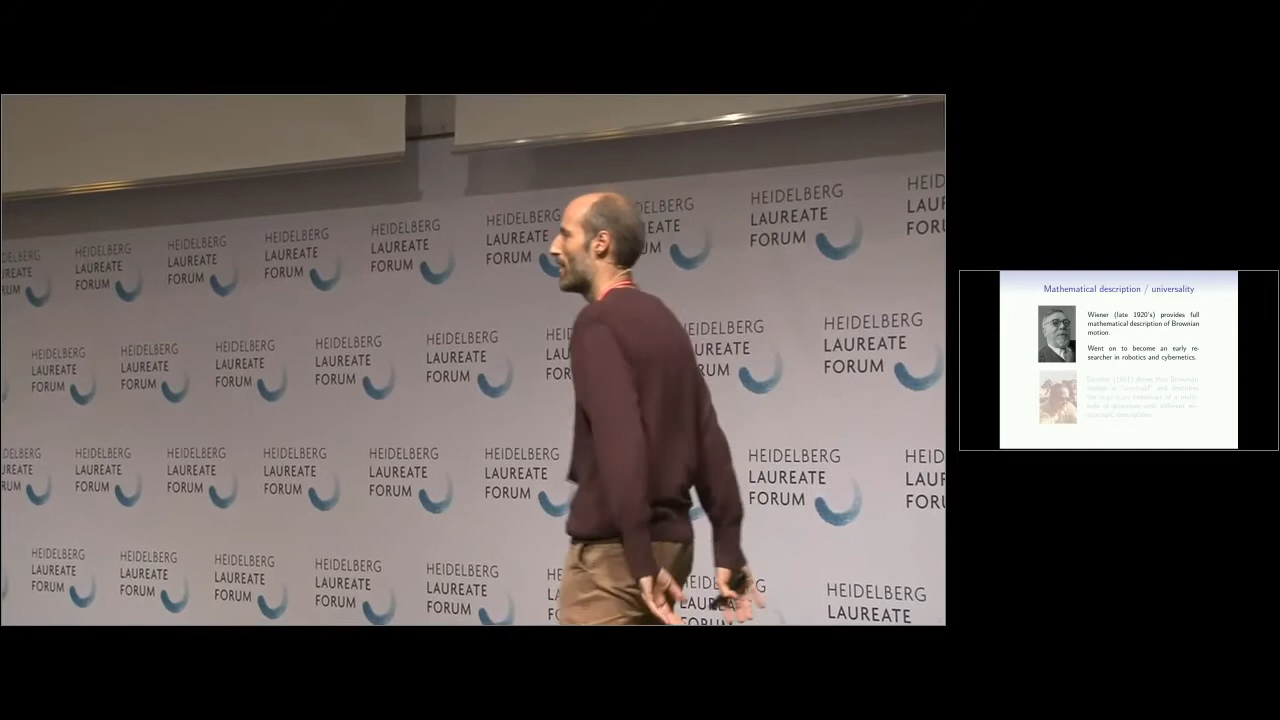 HEIDELBERG
LAUREATE
FORUM
Mathematical description / universality
Wiener (late 1920's) provides full
mathematical description of Brownian
motion.
Went on to become an early re-
searcher in robotics and cybernetics.